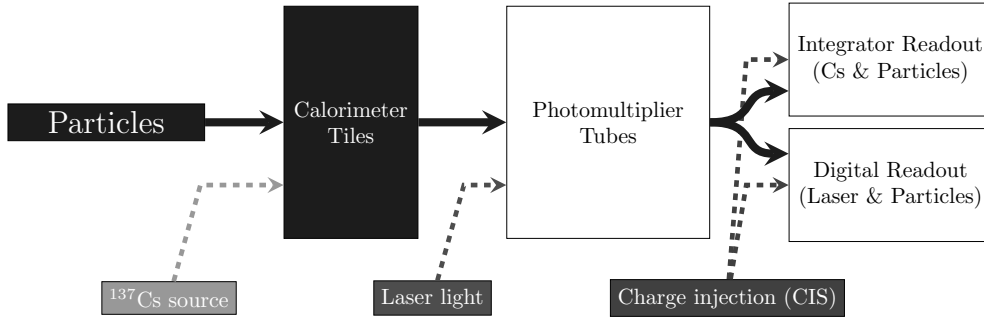 Particles
Calorimeter
Tiles
Photomultiplier
Tubes
Integrator Readout
(Cs & Particles)
Digital Readout
(Laser & Particles)
¹³⁷Cs source
Laser light
Charge injection (CIS)